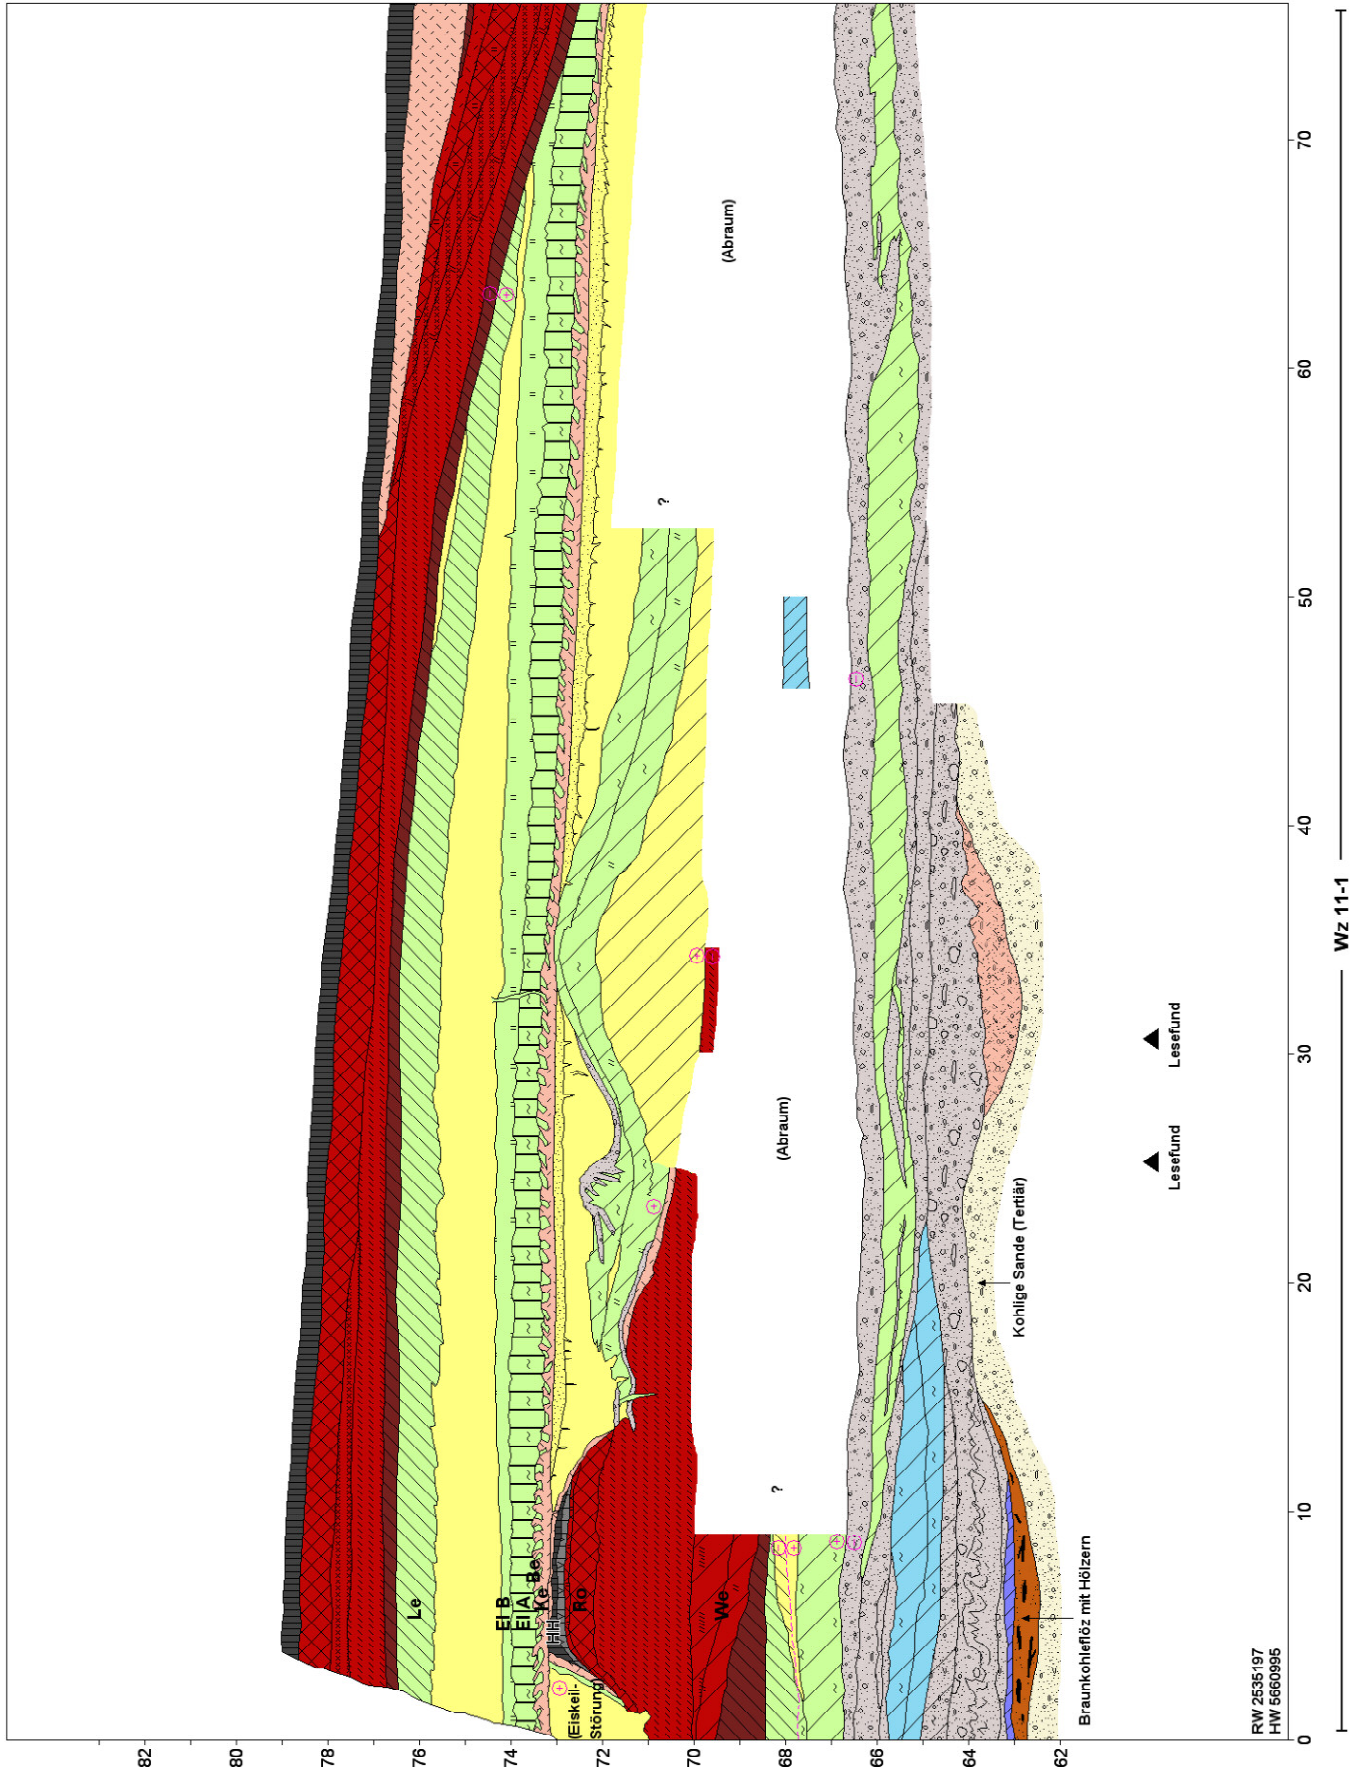 Le
El B
El A
Be
Ke
HH
Ro
We
(Eiskeil-
Störung)
(Abraum)
(Abraum)
?
?
Kohlige Sande (Tertiär)
Braunkohleflöz mit Hölzern
Lesefund
Lesefund
82
80
78
76
74
72
70
68
66
64
62
0
10
20
30
40
50
60
70
RW 2535197
HW 5660995
Wz 11-1